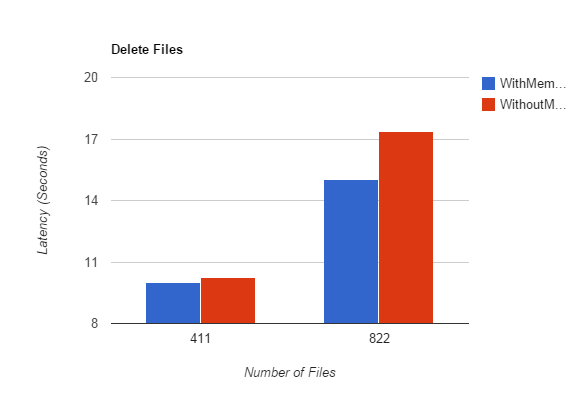 Delete Files
20
17
14
11
8
Latency (Seconds)
411
822
Number of Files
WithMem...
WithoutM...